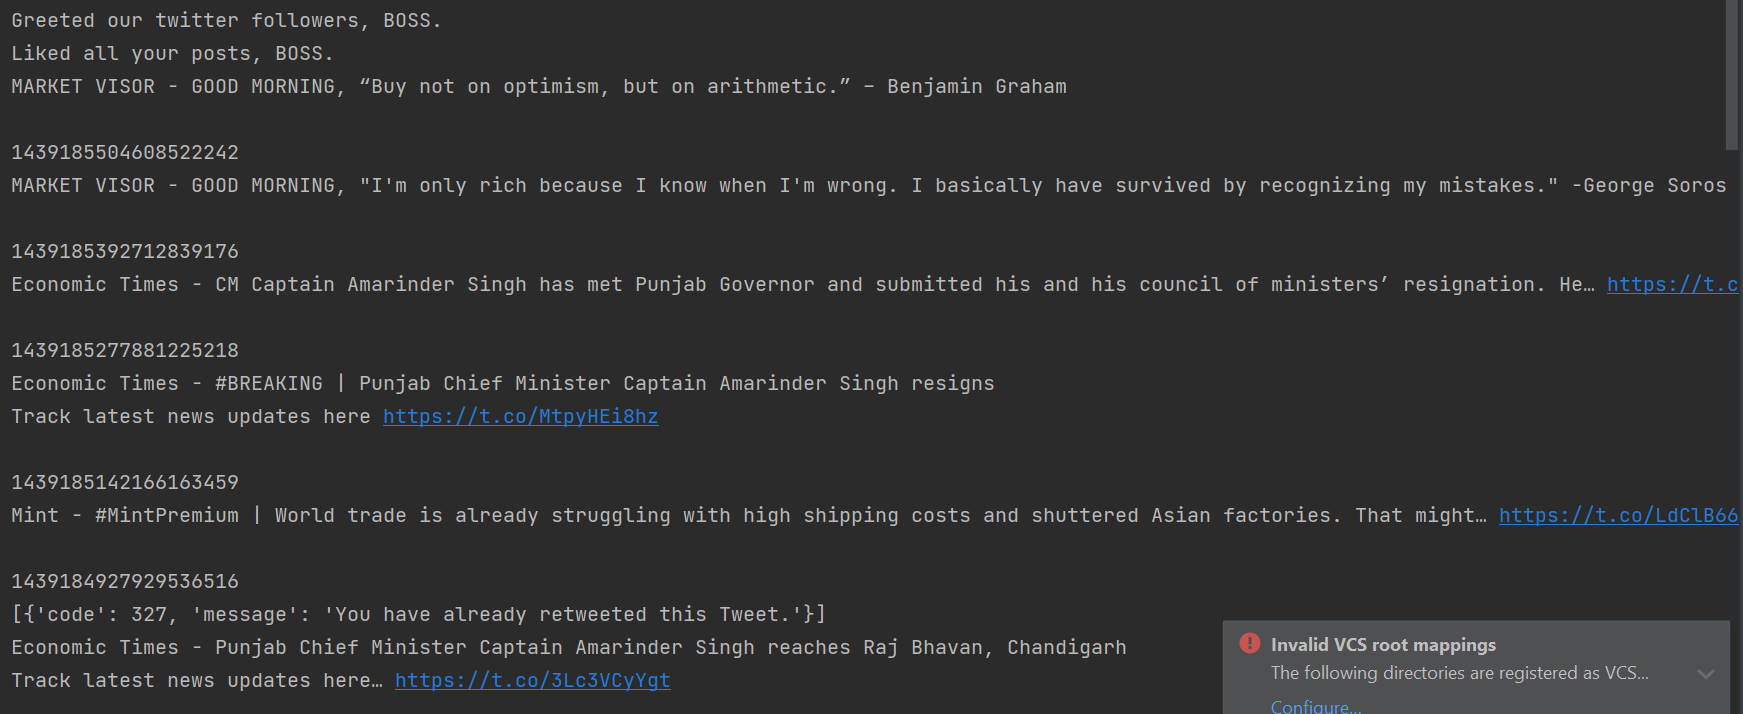 Greeted our twitter followers, BOSS.
Liked all your posts, BOSS.
MARKET VISOR - GOOD MORNING, “Buy not on optimism, but on arithmetic.” – Benjamin Graham
1439185504608522242
MARKET VISOR - GOOD MORNING, "I'm only rich because I know when I'm wrong. I basically have survived by recognizing my mistakes." -George Soros
1439185392712839176
Economic Times - CM Captain Amarinder Singh has met Punjab Governor and submitted his and his council of ministers’ resignation. He… https://t.c
1439185277881225218
Economic Times - #BREAKING | Punjab Chief Minister Captain Amarinder Singh resigns
Track latest news updates here https://t.co/MtpyHEi8hz
1439185142166163459
Mint - #MintPremium | World trade is already struggling with high shipping costs and shuttered Asian factories. That might… https://t.co/LdClB66
1439184927929536516
[{'code': 327, 'message': 'You have already retweeted this Tweet.'}]
Economic Times - Punjab Chief Minister Captain Amarinder Singh reaches Raj Bhavan, Chandigarh
Track latest news updates here… https://t.co/3Lc3VCyYgt
Invalid VCS root mappings
The following directories are registered as VCS...
Configure...